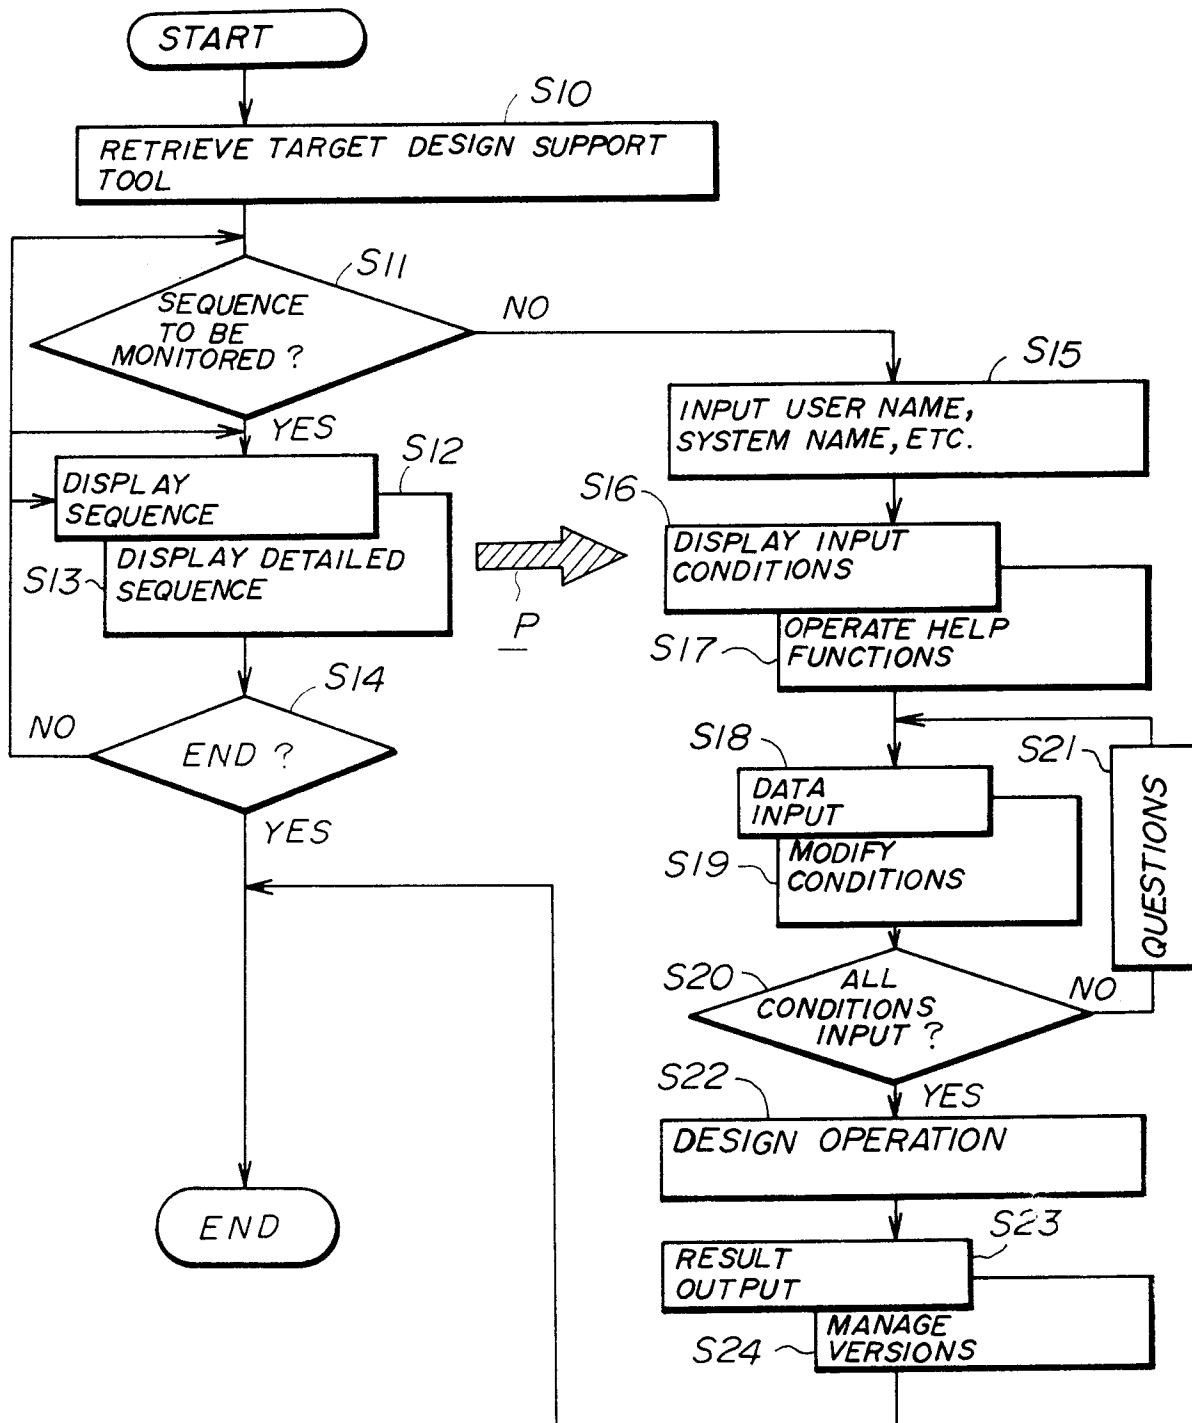 START
S10
RETRIEVE TARGET DESIGN SUPPORT
TOOL
S11
SEQUENCE
TO BE
MONITORED ?
NO
YES
S12
DISPLAY
SEQUENCE
S13
DISPLAY DETAILED
SEQUENCE
P
S14
END ?
NO
YES
END
S15
INPUT USER NAME,
SYSTEM NAME, ETC.
S16
DISPLAY INPUT
CONDITIONS
S17
OPERATE HELP
FUNCTIONS
S18
DATA
INPUT
S19
MODIFY
CONDITIONS
S21
QUESTIONS
S20
ALL
CONDITIONS
INPUT ?
NO
YES
S22
DESIGN OPERATION
S23
RESULT
OUTPUT
S24
MANAGE
VERSIONS